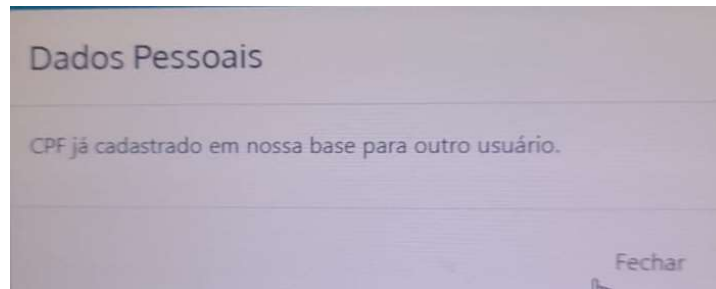 Dados Pessoais
CPF já cadastrado em nossa base para outro usuário.
Fechar